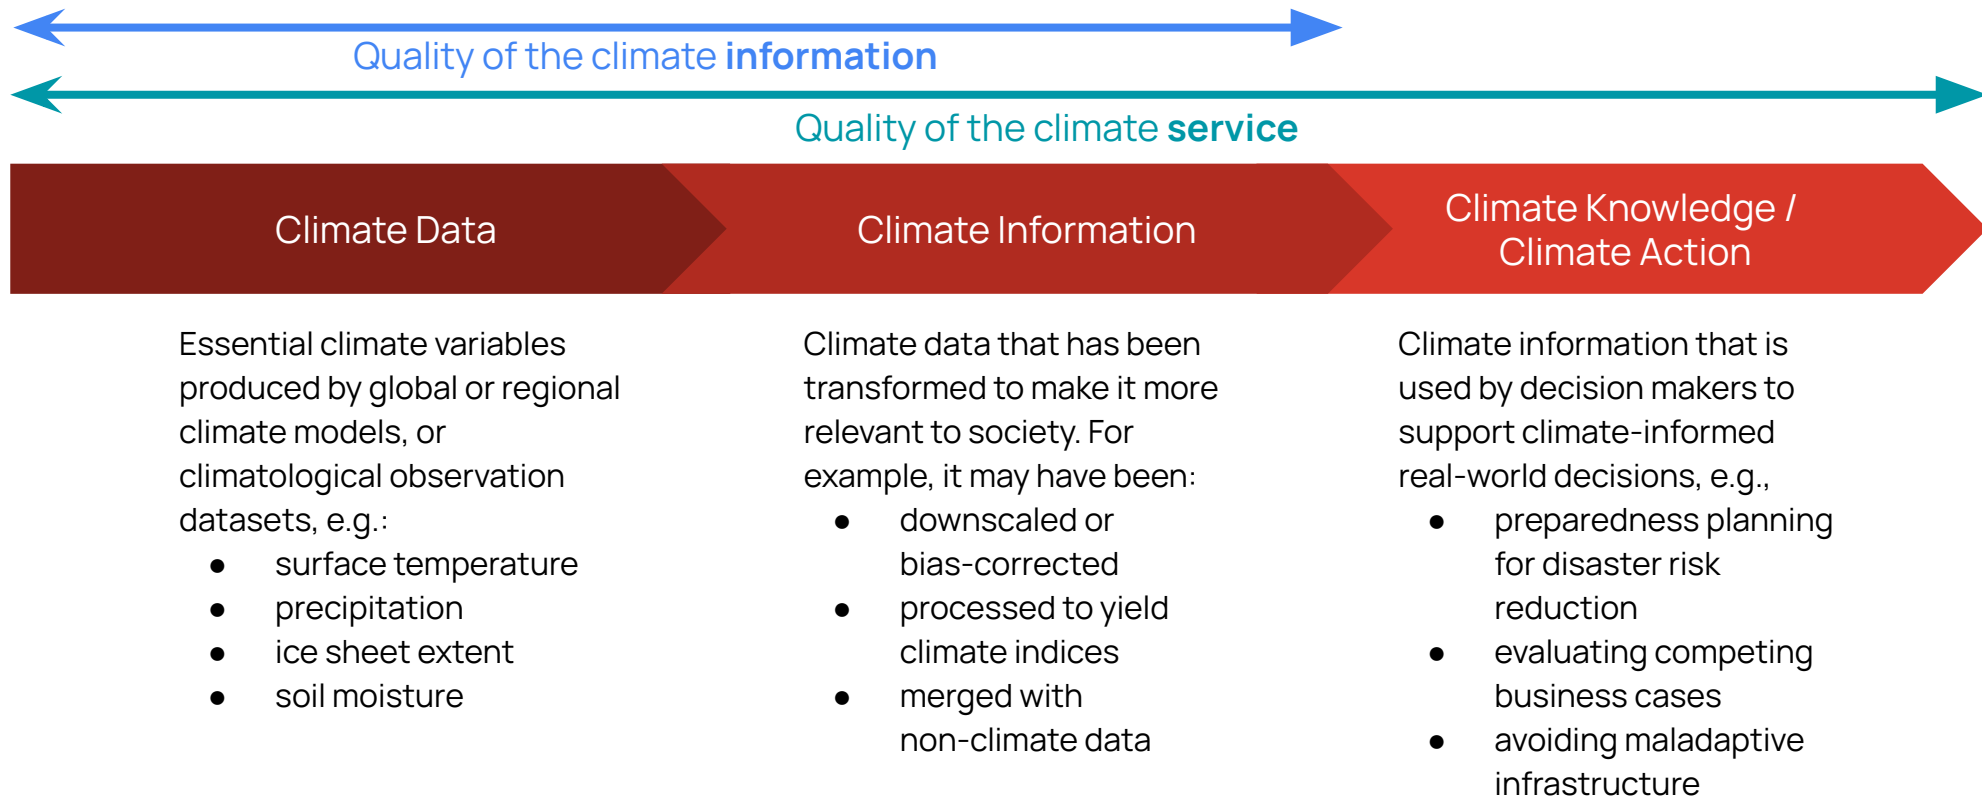 Quality of the climate information
Quality of the climate service
Climate Data
Climate Information
Climate Knowledge /
Climate Action
Essential climate variables
produced by global or regional
climate models, or
climatological observation
datasets, e.g.:
● surface temperature
● precipitation
● ice sheet extent
● soil moisture
Climate data that has been
transformed to make it more
relevant to society. For
example, it may have been:
● downscaled or
bias-corrected
● processed to yield
climate indices
● merged with
non-climate data
Climate information that is
used by decision makers to
support climate-informed
real-world decisions, e.g.,
● preparedness planning
for disaster risk
reduction
● evaluating competing
business cases
● avoiding maladaptive
infrastructure